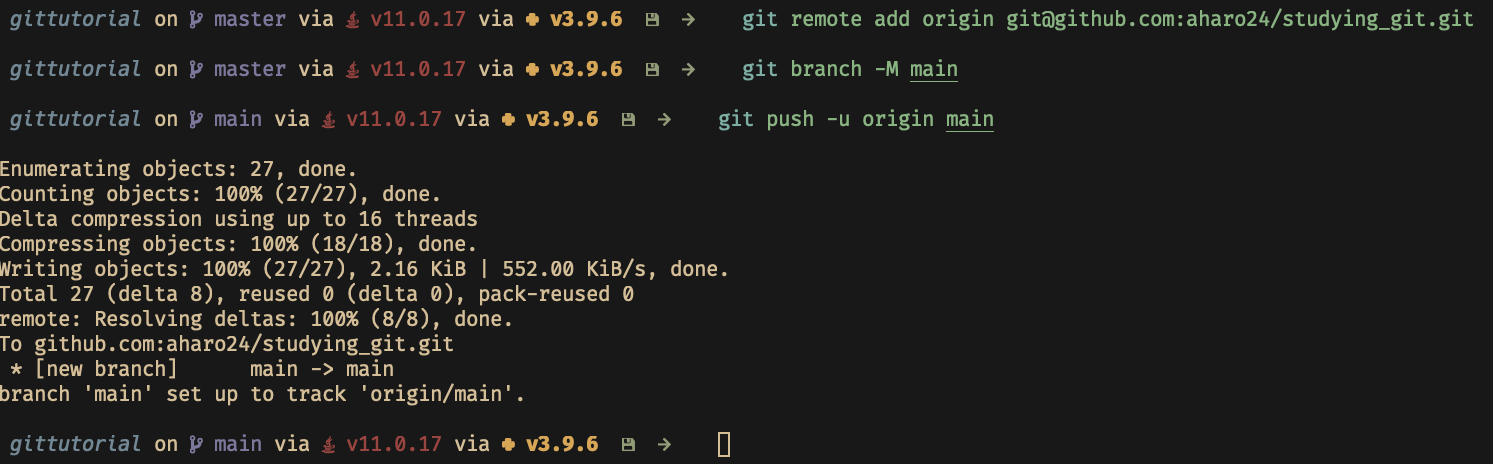 gittutorial on master via v11.0.17 via v3.9.6 → git remote add origin git@github.com:aharo24/studying_git.git
gittutorial on master via v11.0.17 via v3.9.6 → git branch -M main
gittutorial on main via v11.0.17 via v3.9.6 → git push -u origin main
Enumerating objects: 27, done.
Counting objects: 100% (27/27), done.
Delta compression using up to 16 threads
Compressing objects: 100% (18/18), done.
Writing objects: 100% (27/27), 2.16 KiB | 552.00 KiB/s, done.
Total 27 (delta 8), reused 0 (delta 0), pack-reused 0
remote: Resolving deltas: 100% (8/8), done.
To github.com:aharo24/studying_git.git
 * [new branch]      main -> main
branch 'main' set up to track 'origin/main'.
gittutorial on main via v11.0.17 via v3.9.6 →